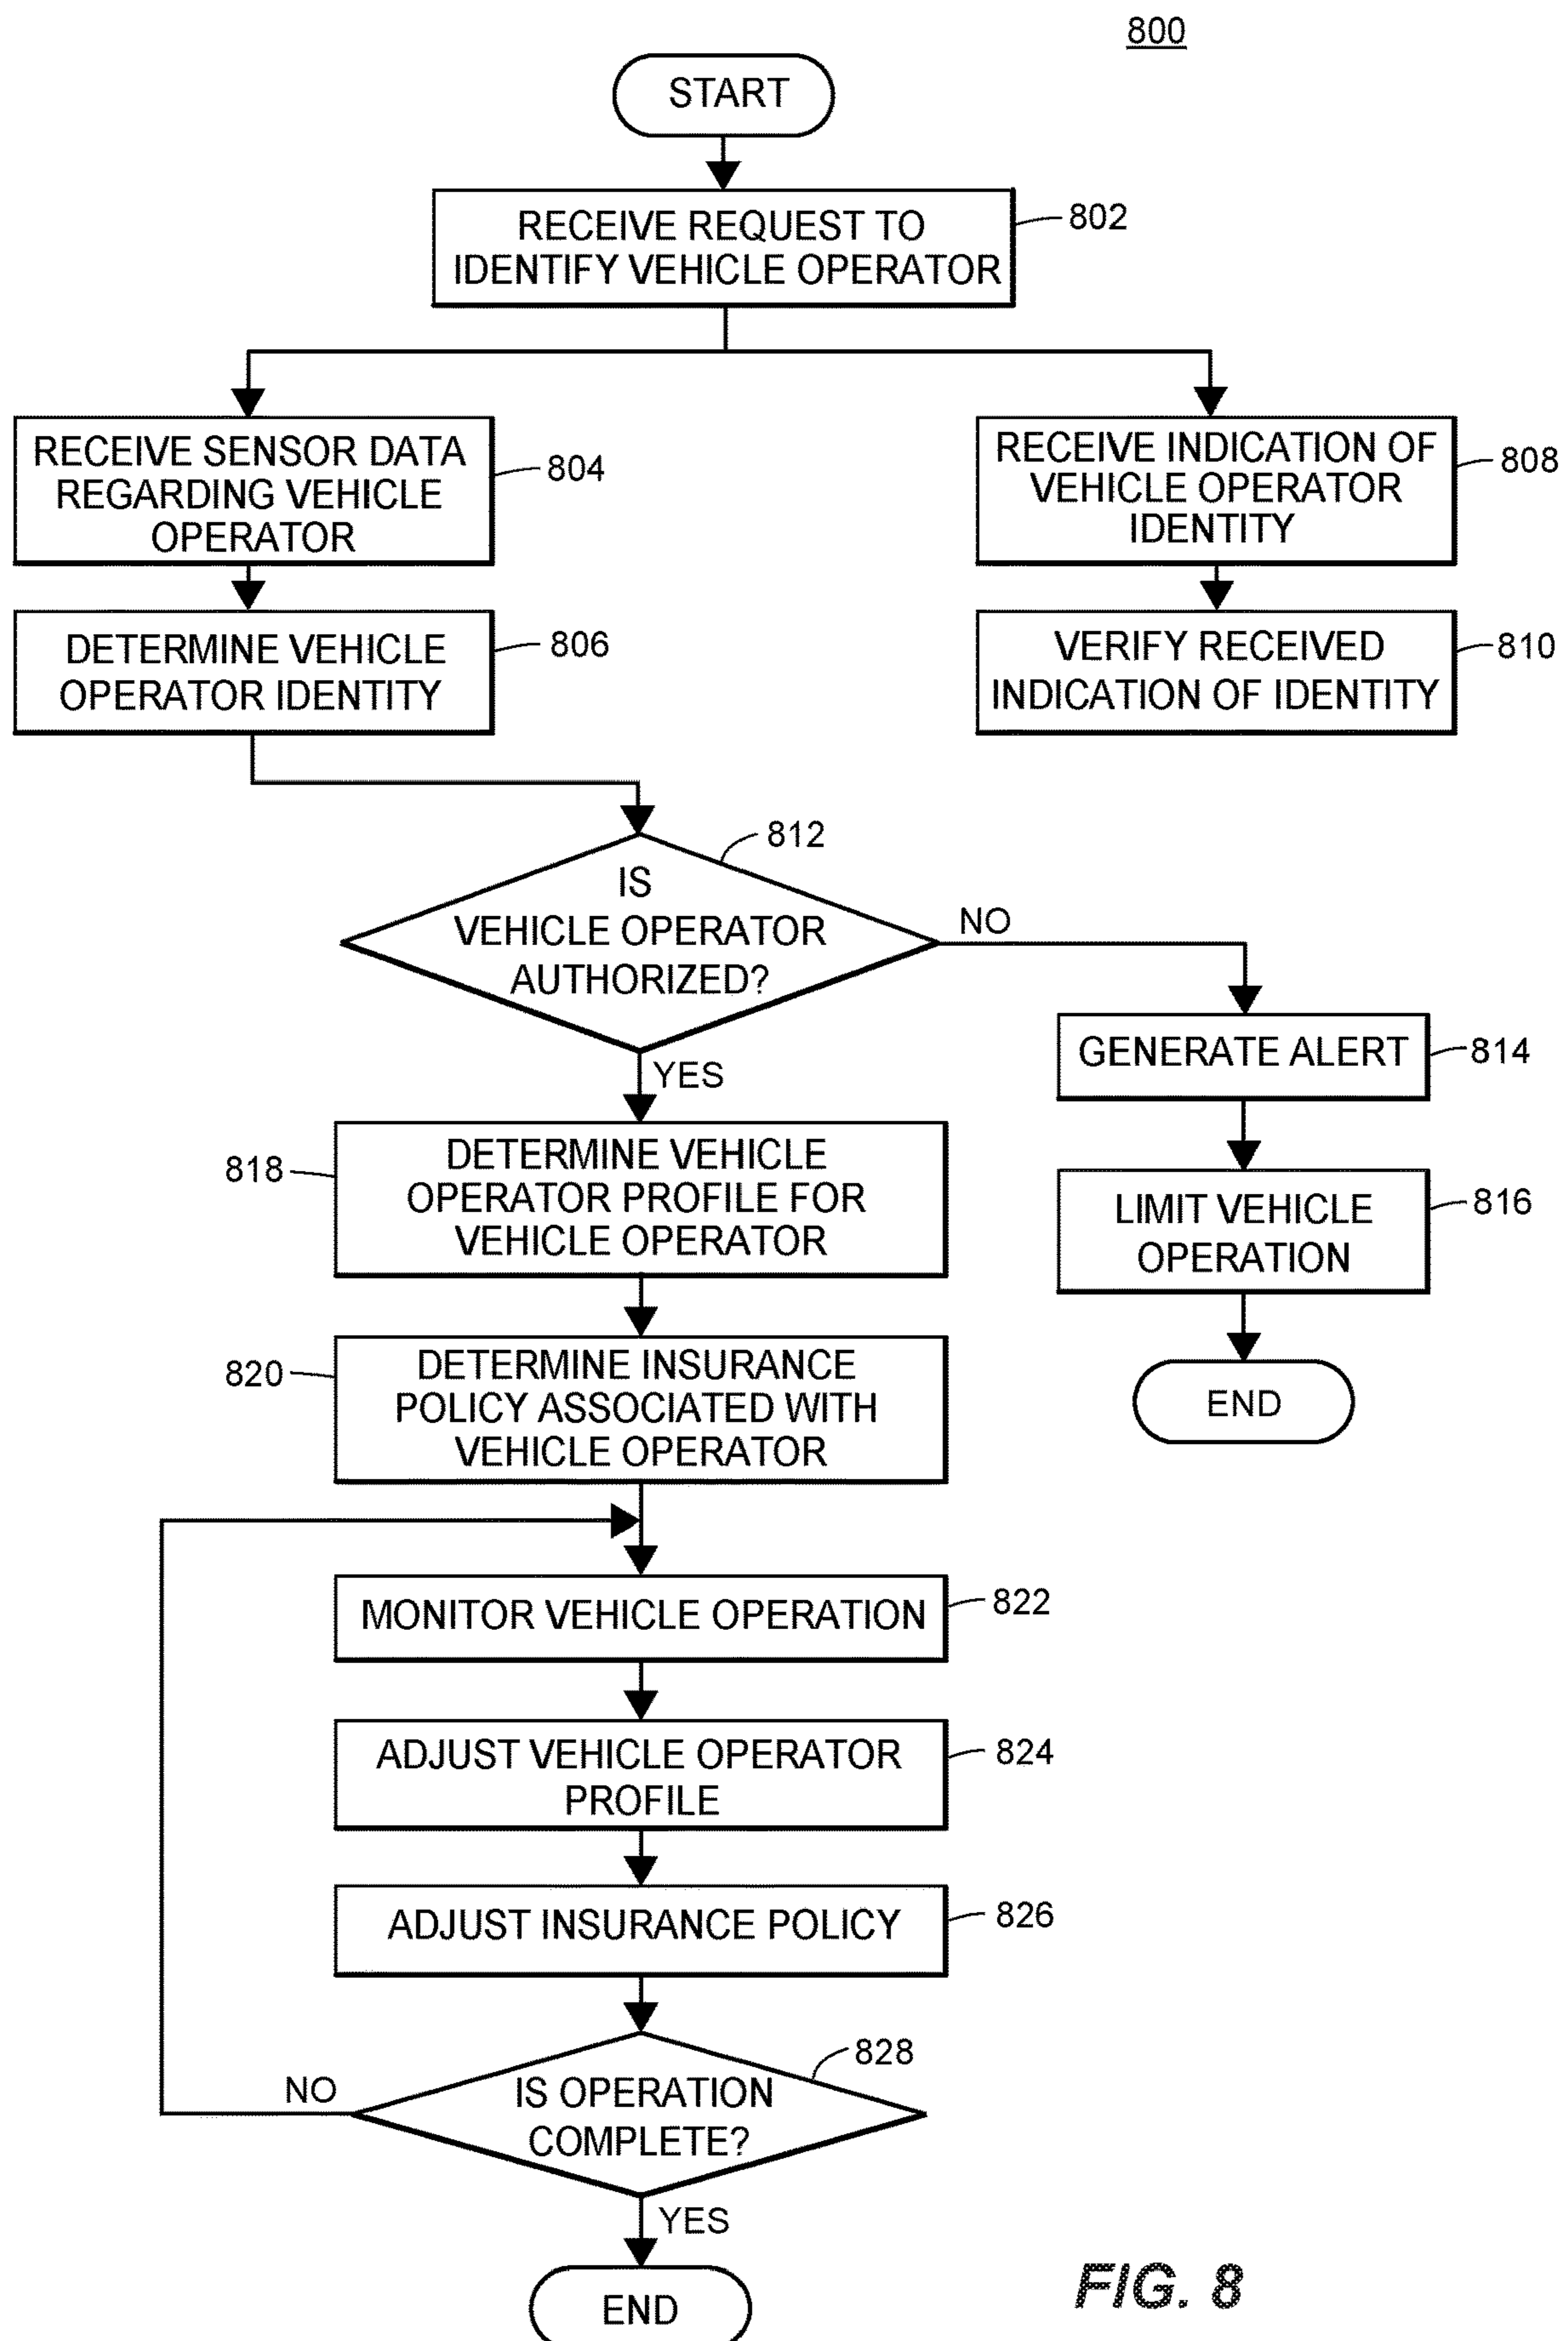 800
START
RECEIVE REQUEST TO
IDENTIFY VEHICLE OPERATOR
802
RECEIVE SENSOR DATA
REGARDING VEHICLE
OPERATOR
804
RECEIVE INDICATION OF
VEHICLE OPERATOR
IDENTITY
808
DETERMINE VEHICLE
OPERATOR IDENTITY
806
VERIFY RECEIVED
INDICATION OF IDENTITY
810
812
IS
VEHICLE OPERATOR
AUTHORIZED?
NO
YES
GENERATE ALERT
814
LIMIT VEHICLE
OPERATION
816
END
818
DETERMINE VEHICLE
OPERATOR PROFILE FOR
VEHICLE OPERATOR
820
DETERMINE INSURANCE
POLICY ASSOCIATED WITH
VEHICLE OPERATOR
MONITOR VEHICLE OPERATION
822
ADJUST VEHICLE OPERATOR
PROFILE
824
ADJUST INSURANCE POLICY
826
828
IS OPERATION
COMPLETE?
NO
YES
END
FIG. 8